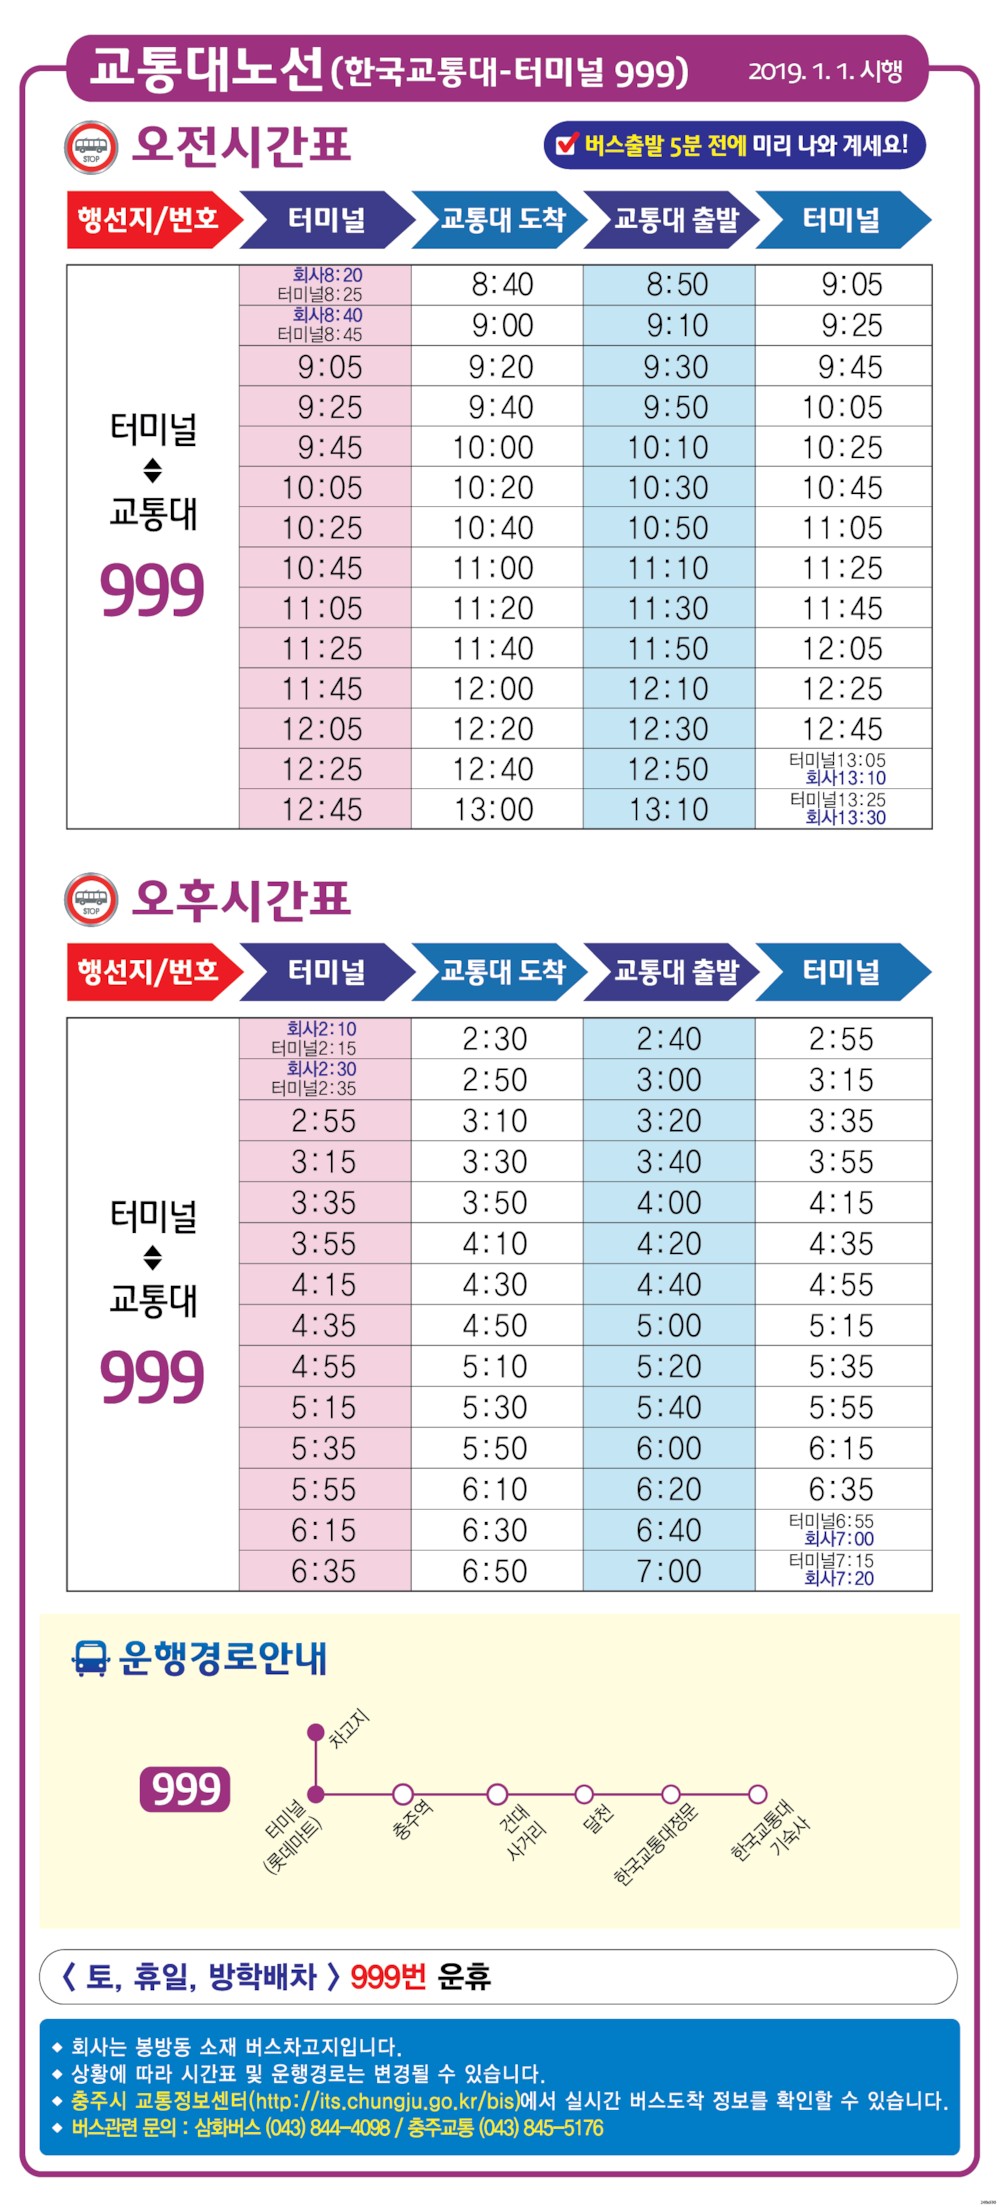 교통대노선(한국교통대-터미널 999) 2019. 1. 1. 시행
STOP 오전시간표 버스출발 5분 전에 미리 나와 계세요!
행선지/번호 터미널 교통대 도착 교통대 출발 터미널
회사8:20
터미널8:25 8:40 8:50 9:05
회사8:40
터미널8:45 9:00 9:10 9:25
9:05 9:20 9:30 9:45
9:25 9:40 9:50 10:05
9:45 10:00 10:10 10:25
10:05 10:20 10:30 10:45
10:25 10:40 10:50 11:05
10:45 11:00 11:10 11:25
11:05 11:20 11:30 11:45
11:25 11:40 11:50 12:05
11:45 12:00 12:10 12:25
12:05 12:20 12:30 12:45
12:25 12:40 12:50 터미널13:05
회사13:10
12:45 13:00 13:10 터미널13:25
회사13:30
터미널
교통대
999
STOP 오후시간표
행선지/번호 터미널 교통대 도착 교통대 출발 터미널
회사2:10
터미널2:15 2:30 2:40 2:55
회사2:30
터미널2:35 2:50 3:00 3:15
2:55 3:10 3:20 3:35
3:15 3:30 3:40 3:55
3:35 3:50 4:00 4:15
3:55 4:10 4:20 4:35
4:15 4:30 4:40 4:55
4:35 4:50 5:00 5:15
4:55 5:10 5:20 5:35
5:15 5:30 5:40 5:55
5:35 5:50 6:00 6:15
5:55 6:10 6:20 6:35
6:15 6:30 6:40 터미널6:55
회사7:00
6:35 6:50 7:00 터미널7:15
회사7:20
터미널
교통대
999
운행경로안내
999
차고지
터미널
(롯데마트)
충주역
건대
사거리
달천
한국교통대정문
한국교통대
기숙사
< 토, 휴일, 방학배차 > 999번 운휴
◆ 회사는 봉방동 소재 버스차고지입니다.
◆ 상황에 따라 시간표 및 운행경로는 변경될 수 있습니다.
◆ 충주시 교통정보센터(http://its.chungju.go.kr/bis)에서 실시간 버스도착 정보를 확인할 수 있습니다.
◆ 버스관련 문의 : 삼화버스 (043) 844-4098 / 충주교통 (043) 845-5176